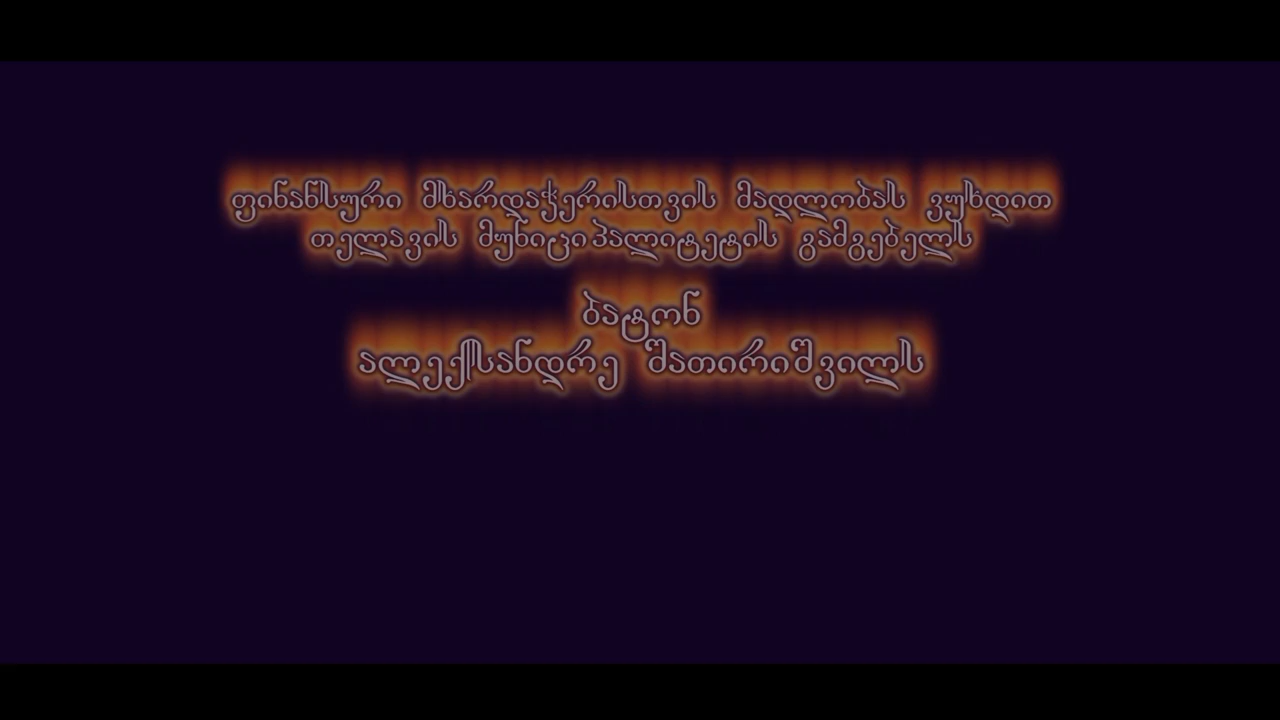 ფინანსური მხარდაჭერისთვის მადლობას ვუხდით
თელავის მუნიციპალიტეტის გამგებელს
ბატონ
ალექსანდრე შათირიშვილს